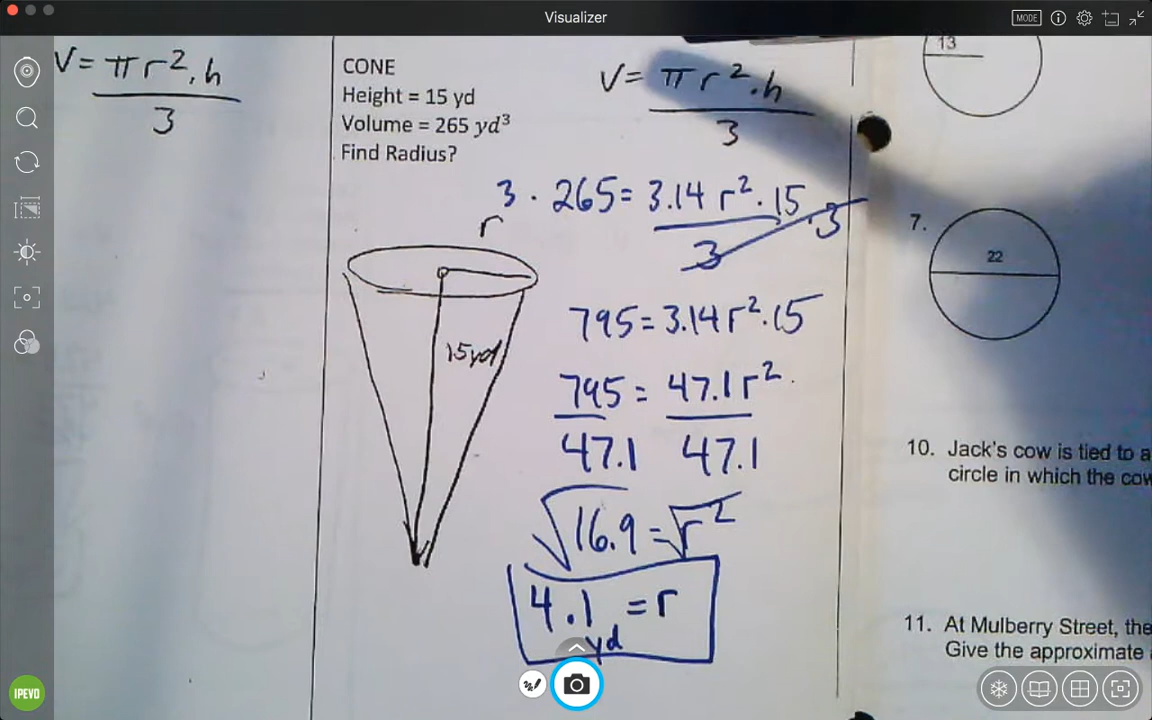 Visualizer
MODE
V = πr².h
3
CONE
Height = 15 yd
Volume = 265 yd³
Find Radius?
r
15yd
V = πr².h
3
3 · 265 = 3.14 r² · 15 · 3
3
795 = 3.14 r² · 15
795 = 47.1 r²
47.1 47.1
√16.9 = √r²
4.1 = r
yd
13
7.
22
10. Jack's cow is tied to a
circle in which the cow
11. At Mulberry Street, the
Give the approximate
IPEVO